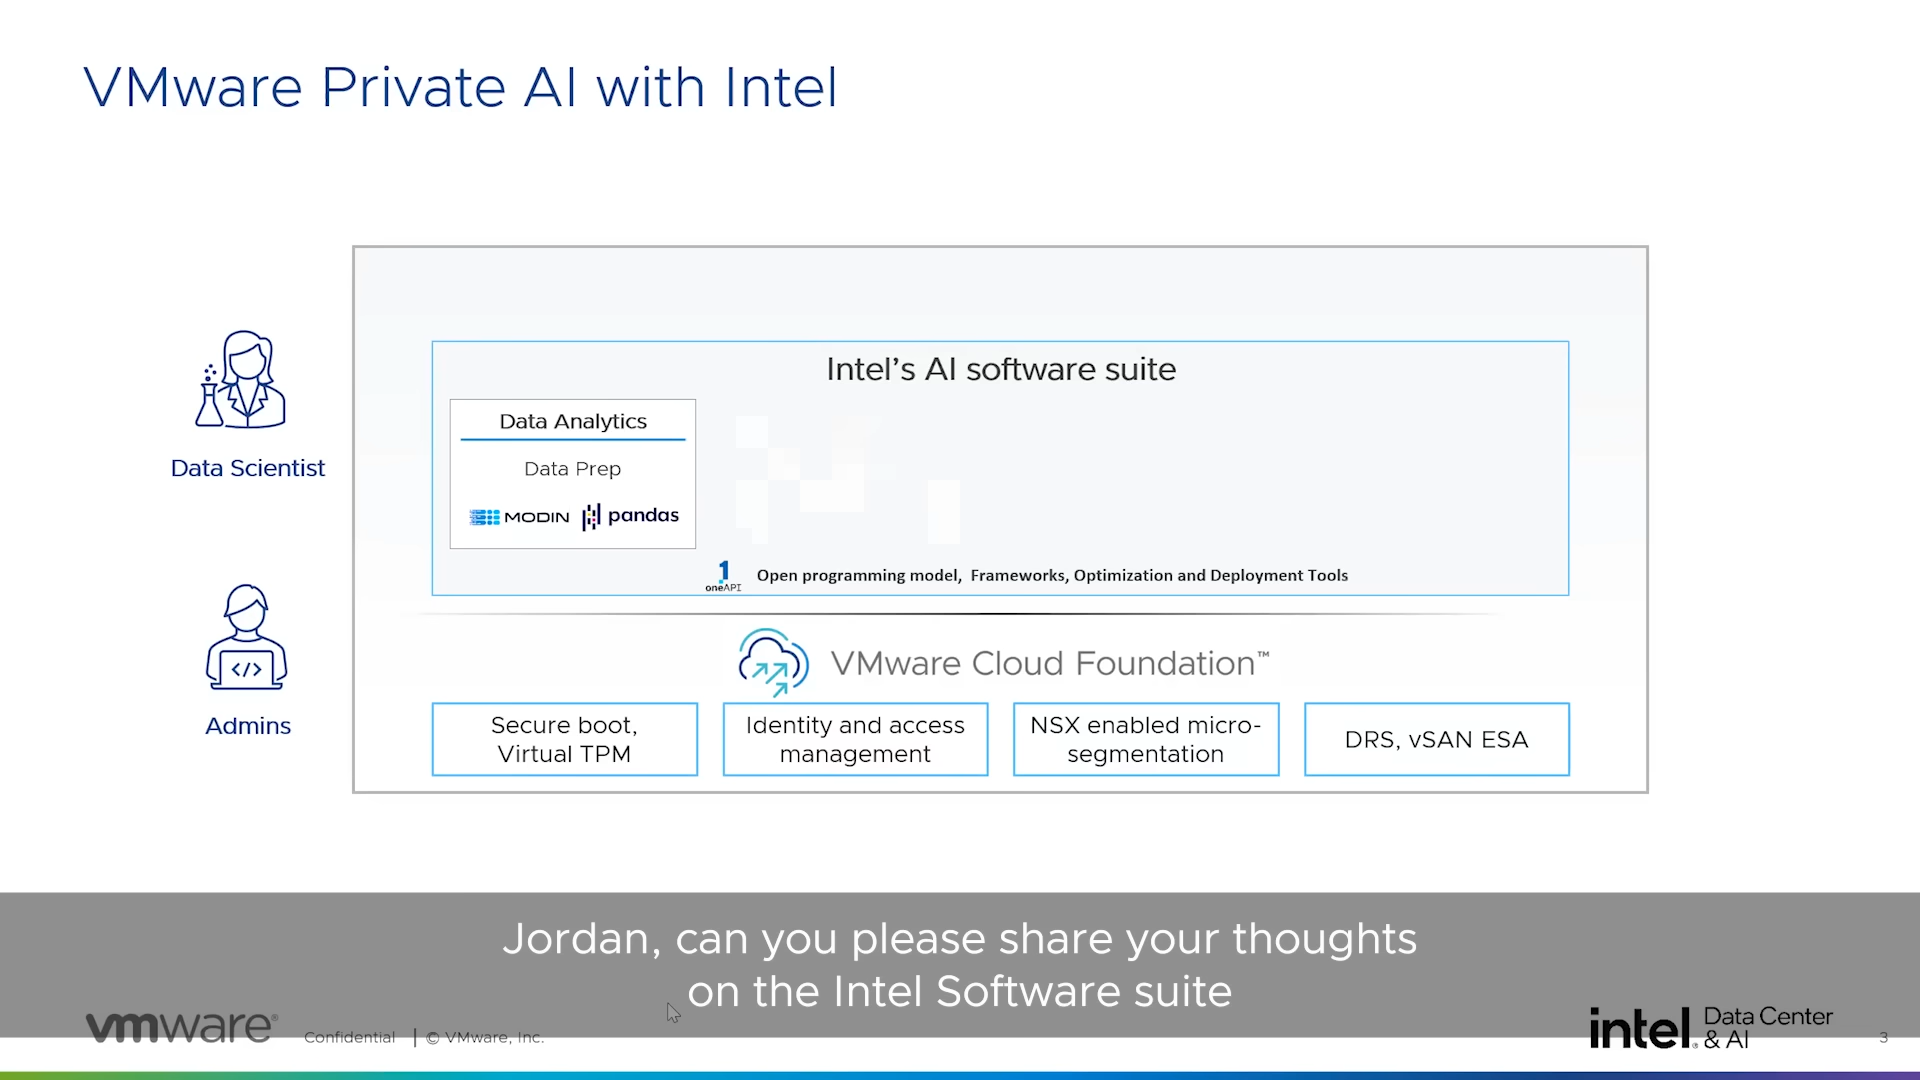 VMware Private AI with Intel
Intel's AI software suite
Data Analytics
Data Prep
MODIN
pandas
1
oneAPI
Open programming model, Frameworks, Optimization and Deployment Tools
Data Scientist
Admins
</>
VMware Cloud Foundation™
Secure boot,
Virtual TPM
Identity and access
management
NSX enabled micro-
segmentation
DRS, vSAN ESA
Jordan, can you please share your thoughts
on the Intel Software suite
vmware®
Confidential | © VMware, Inc.
intel® Data Center
& AI
3